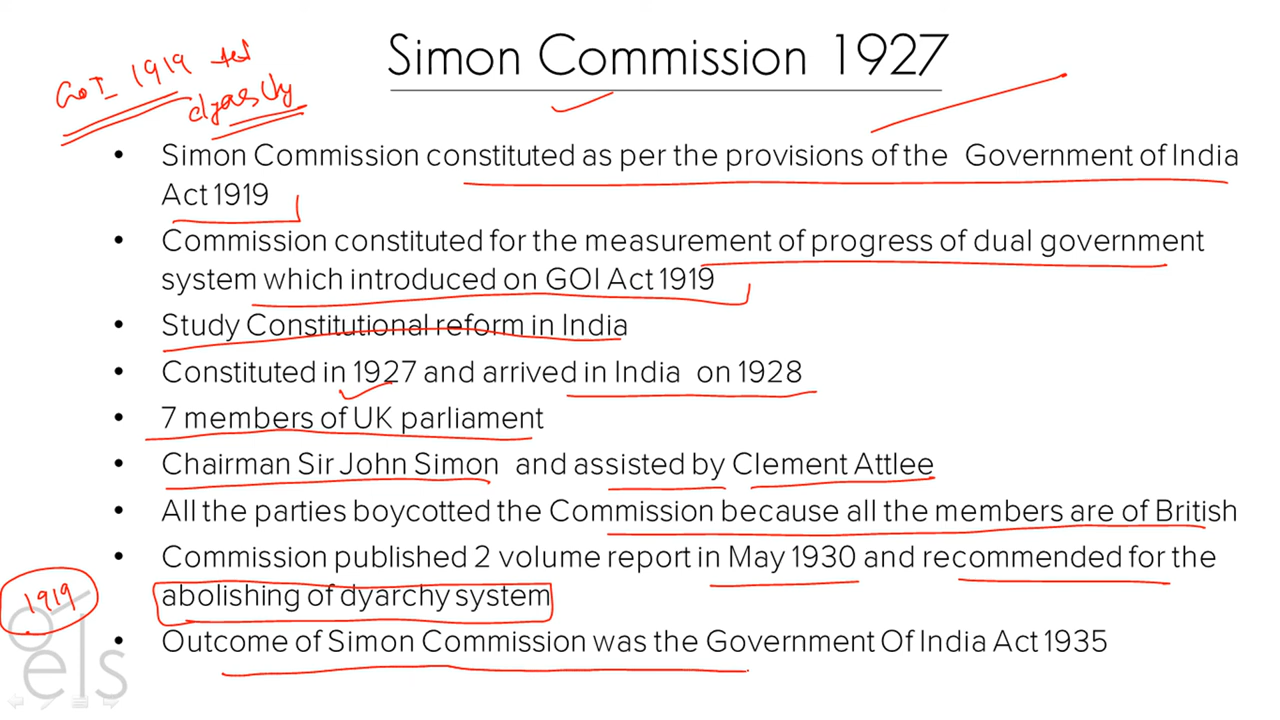 Simon Commission 1927
GOI 1919 act
dyarchy
• Simon Commission constituted as per the provisions of the Government of India
Act 1919
• Commission constituted for the measurement of progress of dual government
system which introduced on GOI Act 1919
• Study Constitutional reform in India
• Constituted in 1927 and arrived in India on 1928
• 7 members of UK parliament
• Chairman Sir John Simon and assisted by Clement Attlee
• All the parties boycotted the Commission because all the members are of British
• Commission published 2 volume report in May 1930 and recommended for the
1919
abolishing of dyarchy system
• Outcome of Simon Commission was the Government Of India Act 1935
els